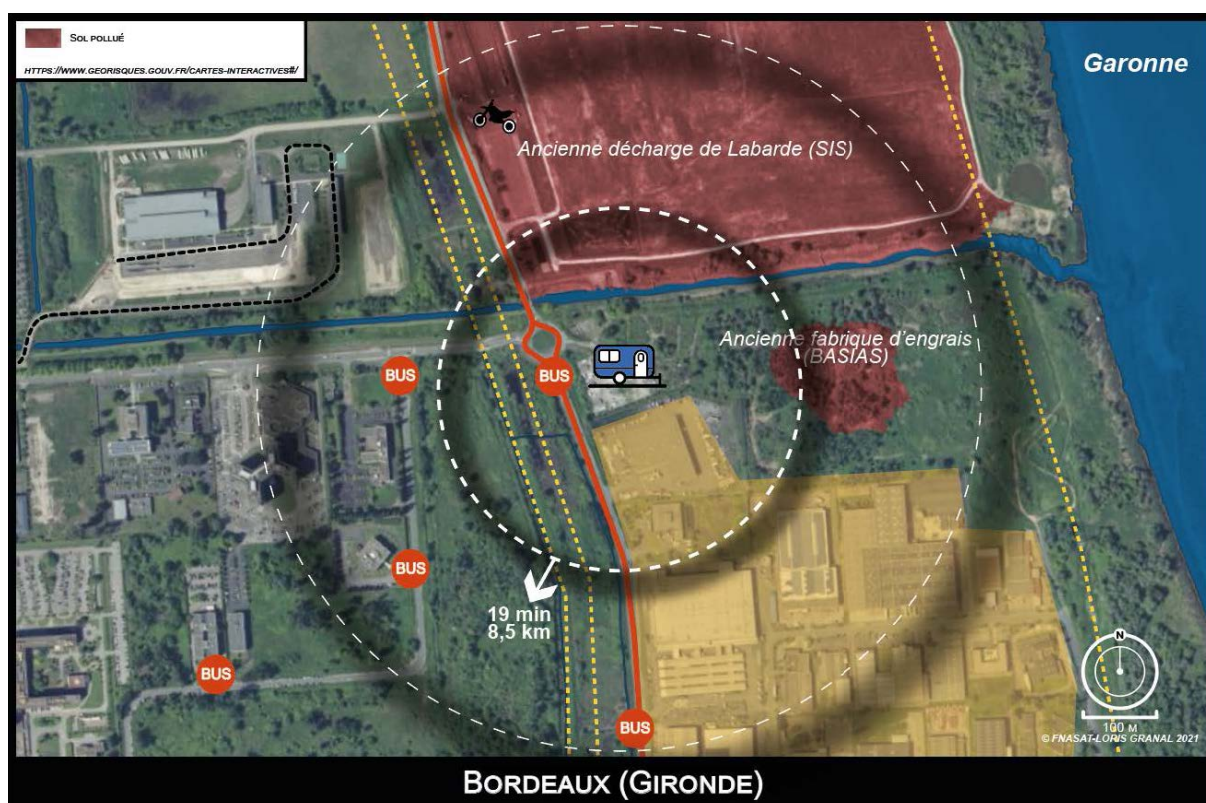 SOL POLLUÉ
HTTPS://WWW.GEORISQUES.GOUV.FR/CARTES-INTERACTIVES#/
Garonne
Ancienne décharge de Labarde (SIS)
Ancienne fabrique d'engrais
(BASIAS)
BUS
BUS
BUS
19 min
8,5 km
BUS
BUS
N
100 M
© FNASAT-LORIS GRANAL 2021
BORDEAUX (GIRONDE)